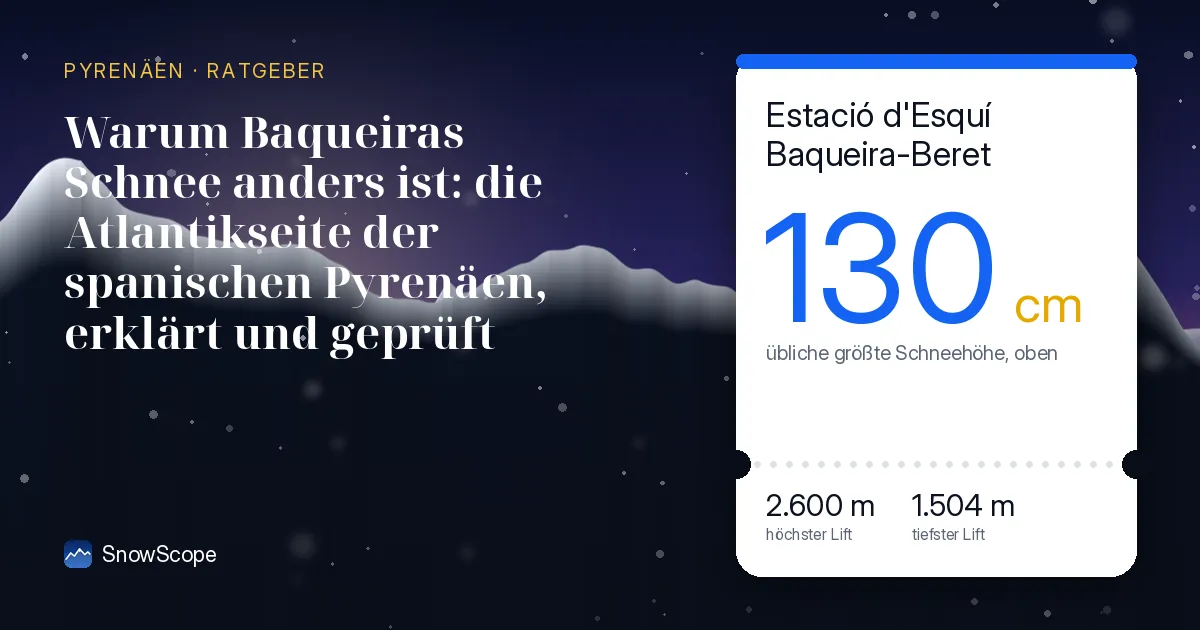 PYRENÄEN · RATGEBER
Warum Baqueiras
Schnee anders ist: die
Atlantikseite der
spanischen Pyrenäen,
erklärt und geprüft
SnowScope
Estació d'Esquí
Baqueira-Beret
130 cm
übliche größte Schneehöhe, oben
2.600 m 1.504 m
höchster Lift tiefster Lift